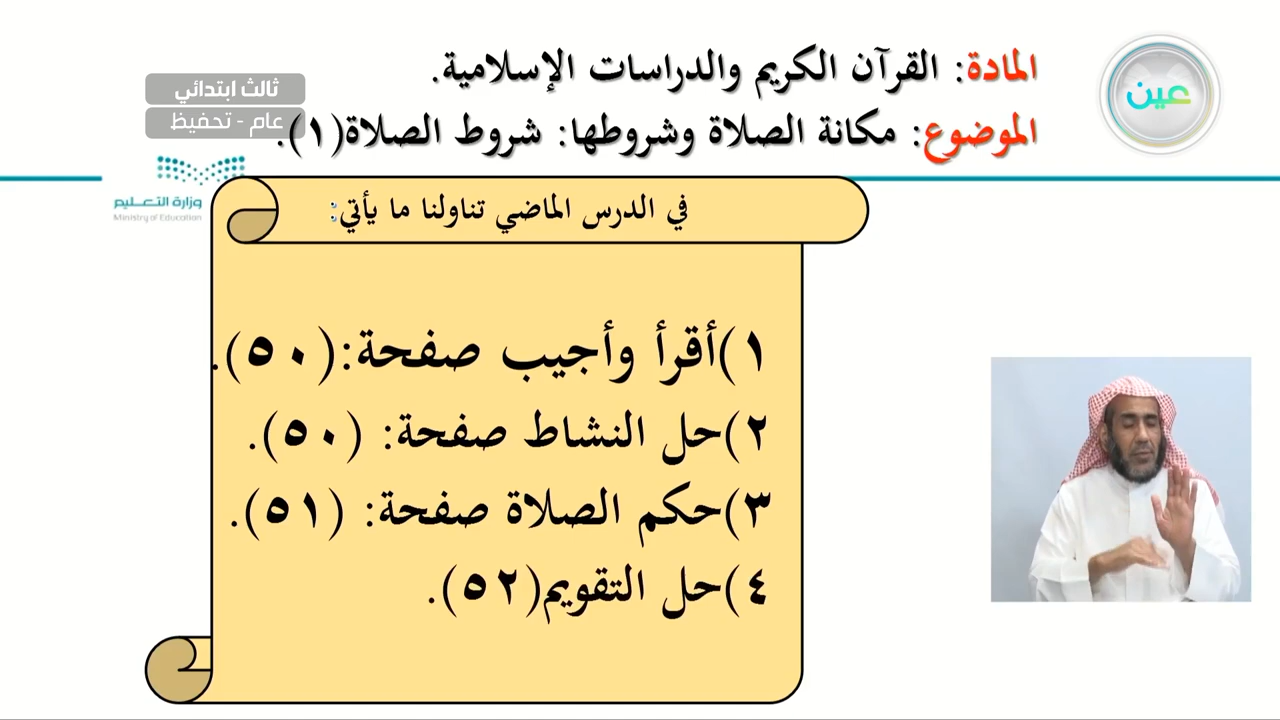 المادة: القرآن الكريم والدراسات الإسلامية.
الموضوع: مكانة الصلاة وشروطها: شروط الصلاة(١).
عين
ثالث ابتدائي
عام - تحفيظ
وزارة التعـليم
Ministry of Education
في الدرس الماضي تناولنا ما يأتي:
١)أقرأ وأجيب صفحة:(٥٠).
٢)حل النشاط صفحة: (٥٠).
٣)حكم الصلاة صفحة: (٥١).
٤)حل التقويم(٥٢).